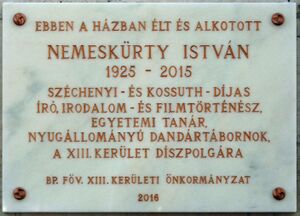 EBBEN A HÁZBAN ÉLT ÉS ALKOTOTT
NEMESKÜRTY ISTVÁN
1925 - 2015
SZÉCHENYI - ÉS KOSSUTH - DÍJAS
ÍRÓ, IRODALOM - ÉS FILMTÖRTÉNÉSZ,
EGYETEMI TANÁR,
NYUGÁLLOMÁNYÚ DANDÁRTÁBORNOK,
A XIII. KERÜLET DÍSZPOLGÁRA
BP. FŐV. XIII. KERÜLETI ÖNKORMÁNYZAT
2016